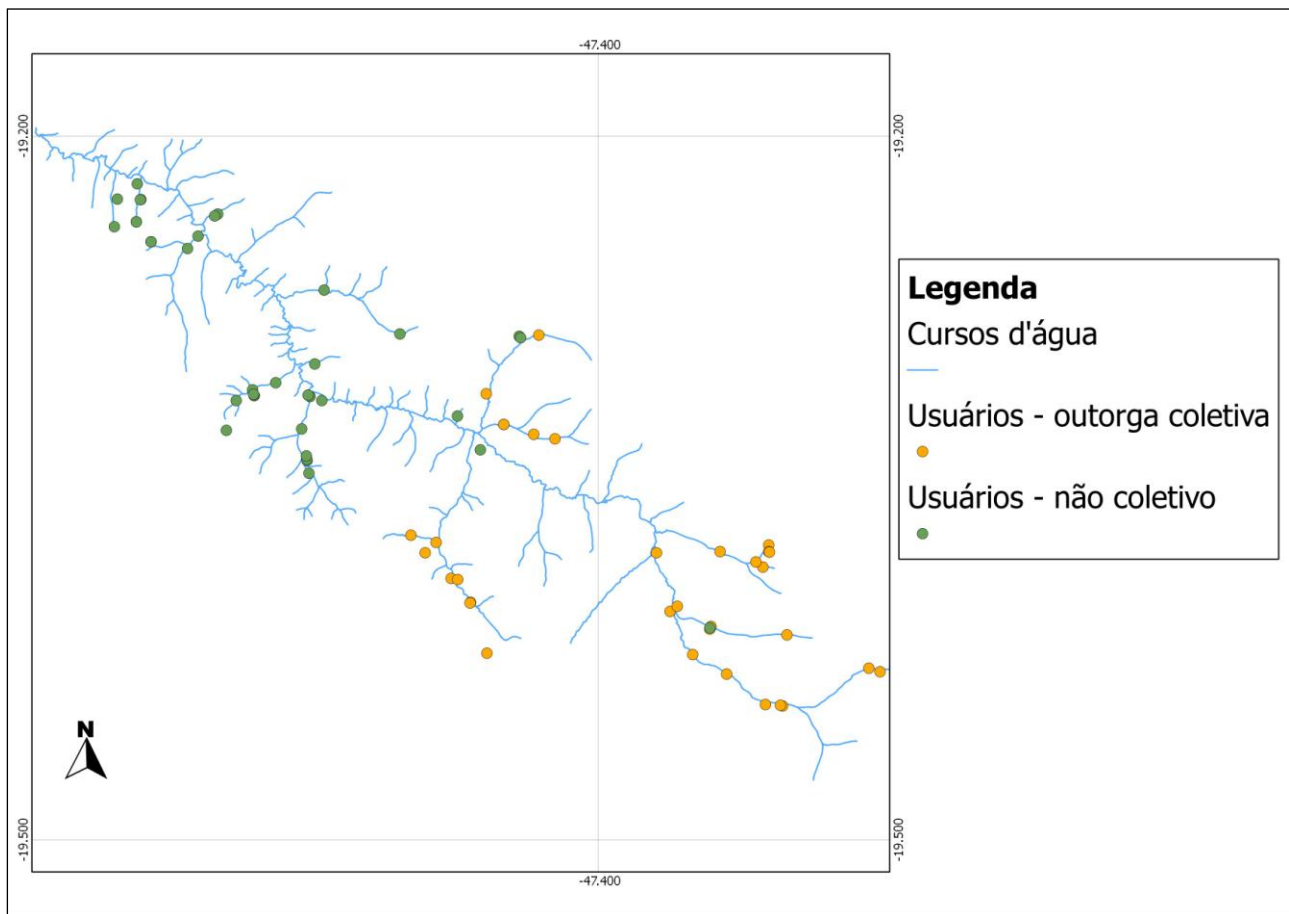 -47.400
-19.200
-19.200
Legenda
Cursos d'água
Usuários - outorga coletiva
Usuários - não coletivo
N
-19.500
-19.500
-47.400